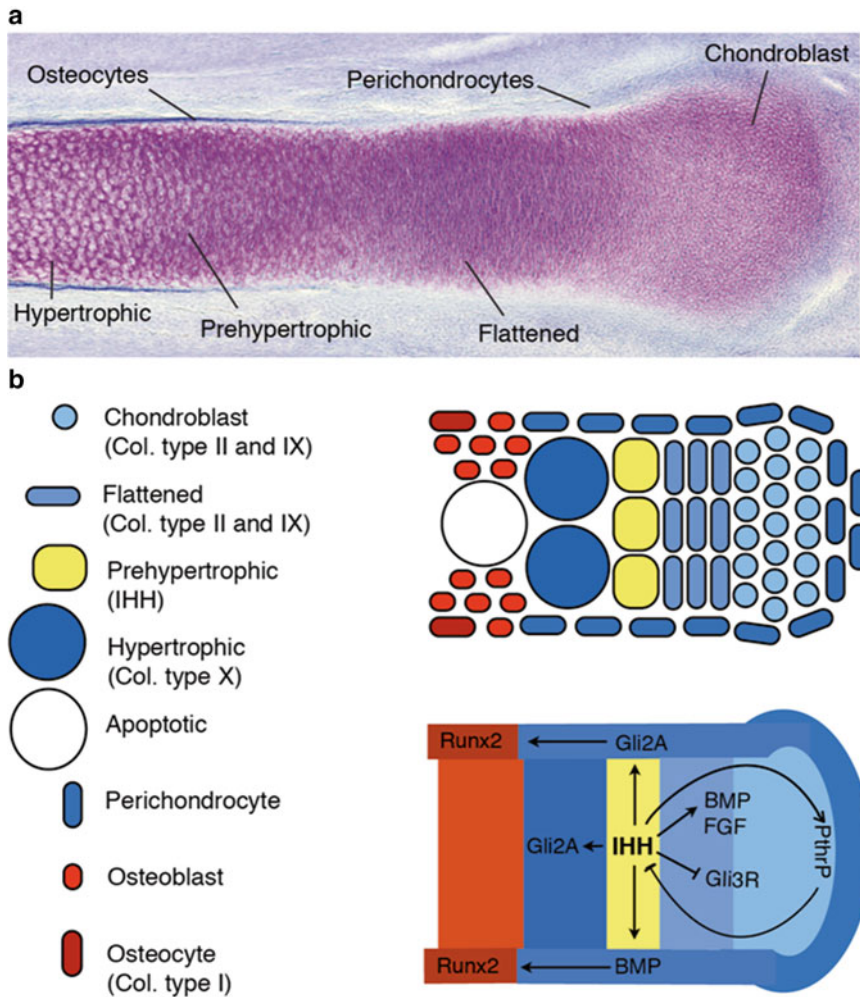 a
Osteocytes
Perichondrocytes
Chondroblast
Hypertrophic
Prehypertrophic
Flattened
b
Chondroblast
(Col. type II and IX)
Flattened
(Col. type II and IX)
Prehypertrophic
(IHH)
Hypertrophic
(Col. type X)
Apoptotic
Perichondrocyte
Osteoblast
Osteocyte
(Col. type I)
Runx2
Gli2A
BMP
FGF
Gli2A
IHH
PthrP
Gli3R
Runx2
BMP